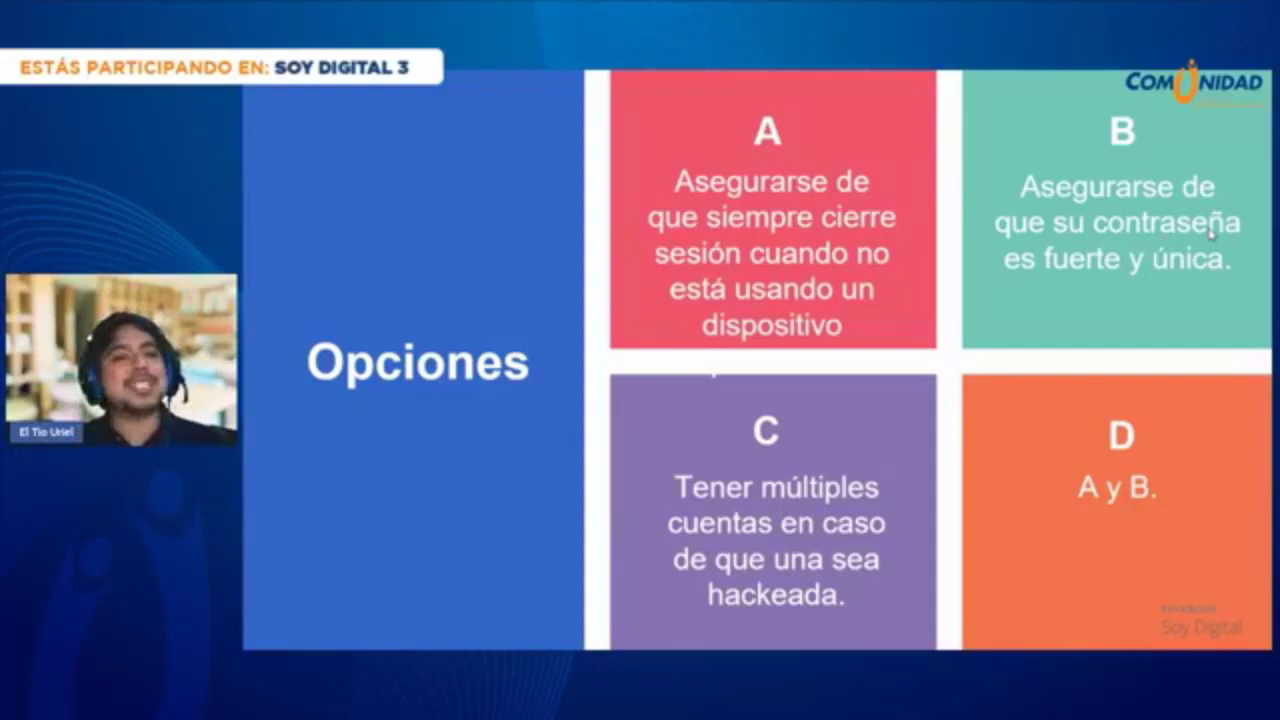 ESTÁS PARTICIPANDO EN: SOY DIGITAL 3
COMUNIDAD
A
Asegurarse de
que siempre cierre
sesión cuando no
está usando un
dispositivo
B
Asegurarse de
que su contraseña
es fuerte y única.
Opciones
C
Tener múltiples
cuentas en caso
de que una sea
hackeada.
D
A y B.
El Tio Uriel
Soy Digital